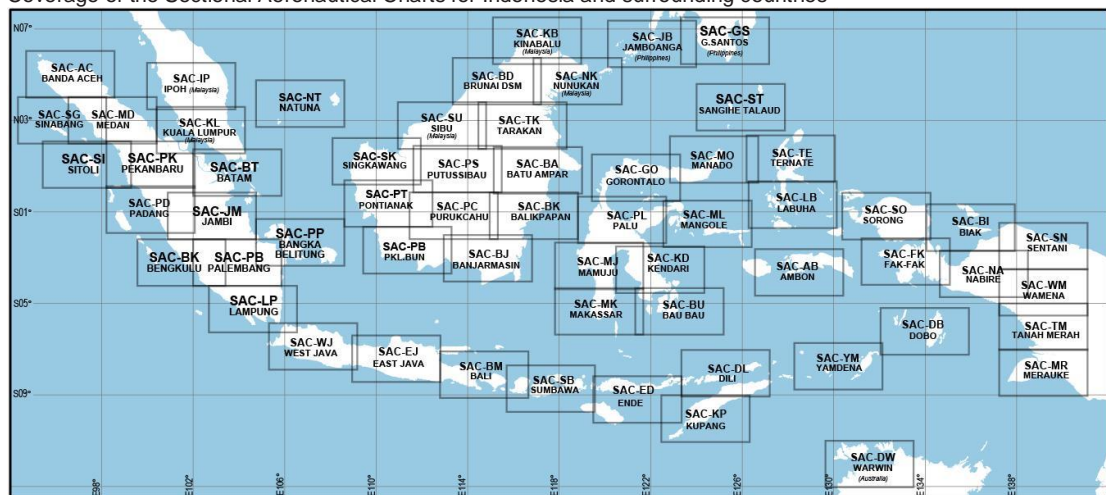 Coverage of the Sectional Aeronautical Charts for Indonesia and surrounding countries
N07°
SAC-KB
KINABALU
(Malaysia)
SAC-JB
JAMBOANGA
(Philippines)
SAC-GS
G.SANTOS
(Philippines)
SAC-AC
BANDA ACEH
SAC-IP
IPOH (Malaysia)
SAC-NT
NATUNA
SAC-BD
BRUNAI DSM
SAC-NK
NUNUKAN
(Malaysia)
SAC-ST
SANGIHE TALAUD
N03°
SAC-SG
SINABANG
SAC-MD
MEDAN
SAC-KL
KUALA LUMPUR
(Malaysia)
SAC-SU
SIBU
(Malaysia)
SAC-TK
TARAKAN
SAC-SI
SITOLI
SAC-PK
PEKANBARU
SAC-BT
BATAM
SAC-SK
SINGKAWANG
SAC-PS
PUTUSSIBAU
SAC-BA
BATU AMPAR
SAC-GO
GORONTALO
SAC-MO
MANADO
SAC-TE
TERNATE
S01°
SAC-PD
PADANG
SAC-JM
JAMBI
SAC-PT
PONTIANAK
SAC-PC
PURUKCAHU
SAC-BK
BALIKPAPAN
SAC-PL
PALU
SAC-ML
MANGOLE
SAC-LB
LABUHA
SAC-SO
SORONG
SAC-BI
BIAK
SAC-PP
BANGKA
BELITUNG
SAC-SN
SENTANI
SAC-BK
BENGKULU
SAC-PB
PALEMBANG
SAC-PB
PKL.BUN
SAC-BJ
BANJARMASIN
SAC-MJ
MAMUJU
SAC-KD
KENDARI
SAC-AB
AMBON
SAC-FK
FAK-FAK
SAC-NA
NABIRE
SAC-WM
WAMENA
S05°
SAC-LP
LAMPUNG
SAC-MK
MAKASSAR
SAC-BU
BAU BAU
SAC-DB
DOBO
SAC-TM
TANAH MERAH
SAC-WJ
WEST JAVA
SAC-EJ
EAST JAVA
SAC-BM
BALI
SAC-SB
SUMBAWA
SAC-ED
ENDE
SAC-DL
DILI
SAC-YM
YAMDENA
SAC-MR
MERAUKE
S09°
SAC-KP
KUPANG
SAC-DW
WARWIN
(Australia)
E98°
E102°
E106°
E110°
E114°
E118°
E122°
E126°
E130°
E134°
E138°